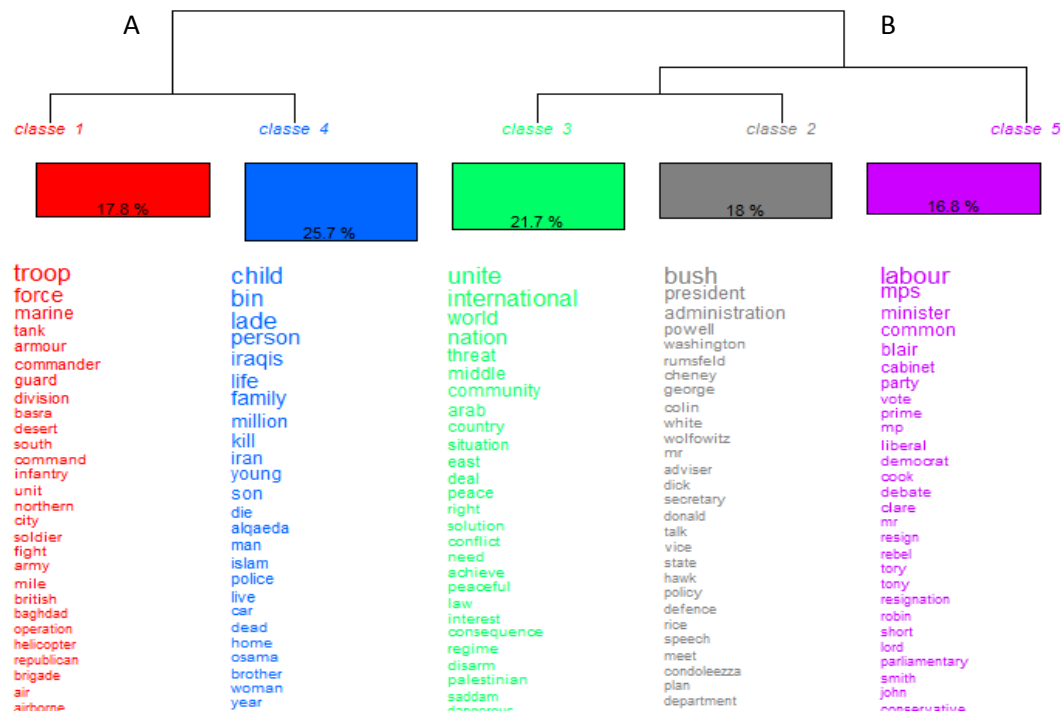 A
B
classe 1
classe 4
classe 3
classe 2
classe 5
17.8 %
25.7 %
21.7 %
18 %
16.8 %
troop
force
marine
tank
armour
commander
guard
division
basra
desert
south
command
infantry
unit
northern
city
soldier
fight
army
mile
british
baghdad
operation
helicopter
republican
brigade
air
airborne
child
bin
lade
person
iraqis
life
family
million
kill
iran
young
son
die
alqaeda
man
islam
police
live
car
dead
home
osama
brother
woman
year
unite
international
world
nation
threat
middle
community
arab
country
situation
east
deal
peace
right
solution
conflict
need
achieve
peaceful
law
interest
consequence
regime
disarm
palestinian
saddam
dangerous
bush
president
administration
powell
washington
rumsfeld
cheney
george
colin
white
wolfowitz
mr
adviser
dick
secretary
donald
talk
vice
state
hawk
policy
defence
rice
speech
meet
condoleezza
plan
department
labour
mps
minister
common
blair
cabinet
party
vote
prime
mp
liberal
democrat
cook
debate
clare
mr
resign
rebel
tory
tony
resignation
robin
short
lord
parliamentary
smith
john
conservative